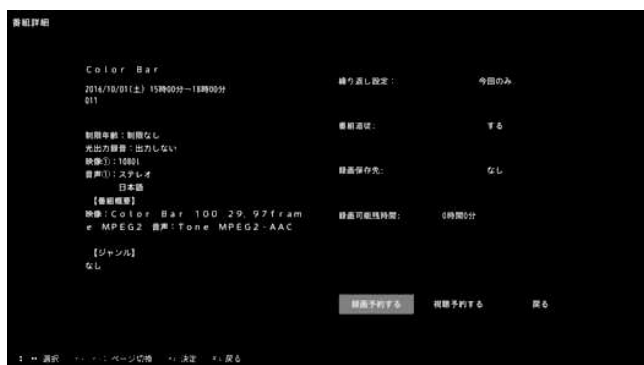 番組詳細
Color Bar
2016/10/01(土) 15時00分～18時00分
011
制限年齢：制限なし
光出力録音：出力しない
映像①：1080i
音声①：ステレオ
日本語
【番組概要】
映像：Color Bar 100 29.97fram
e MPEG2 音声：Tone MPEG2-AAC
【ジャンル】
なし
繰り返し設定： 今回のみ
番組追従： する
録画保存先： なし
録画可能残時間： 0時間0分
録画予約する 視聴予約する 戻る
選択 ：ページ切換 ：決定 ：戻る